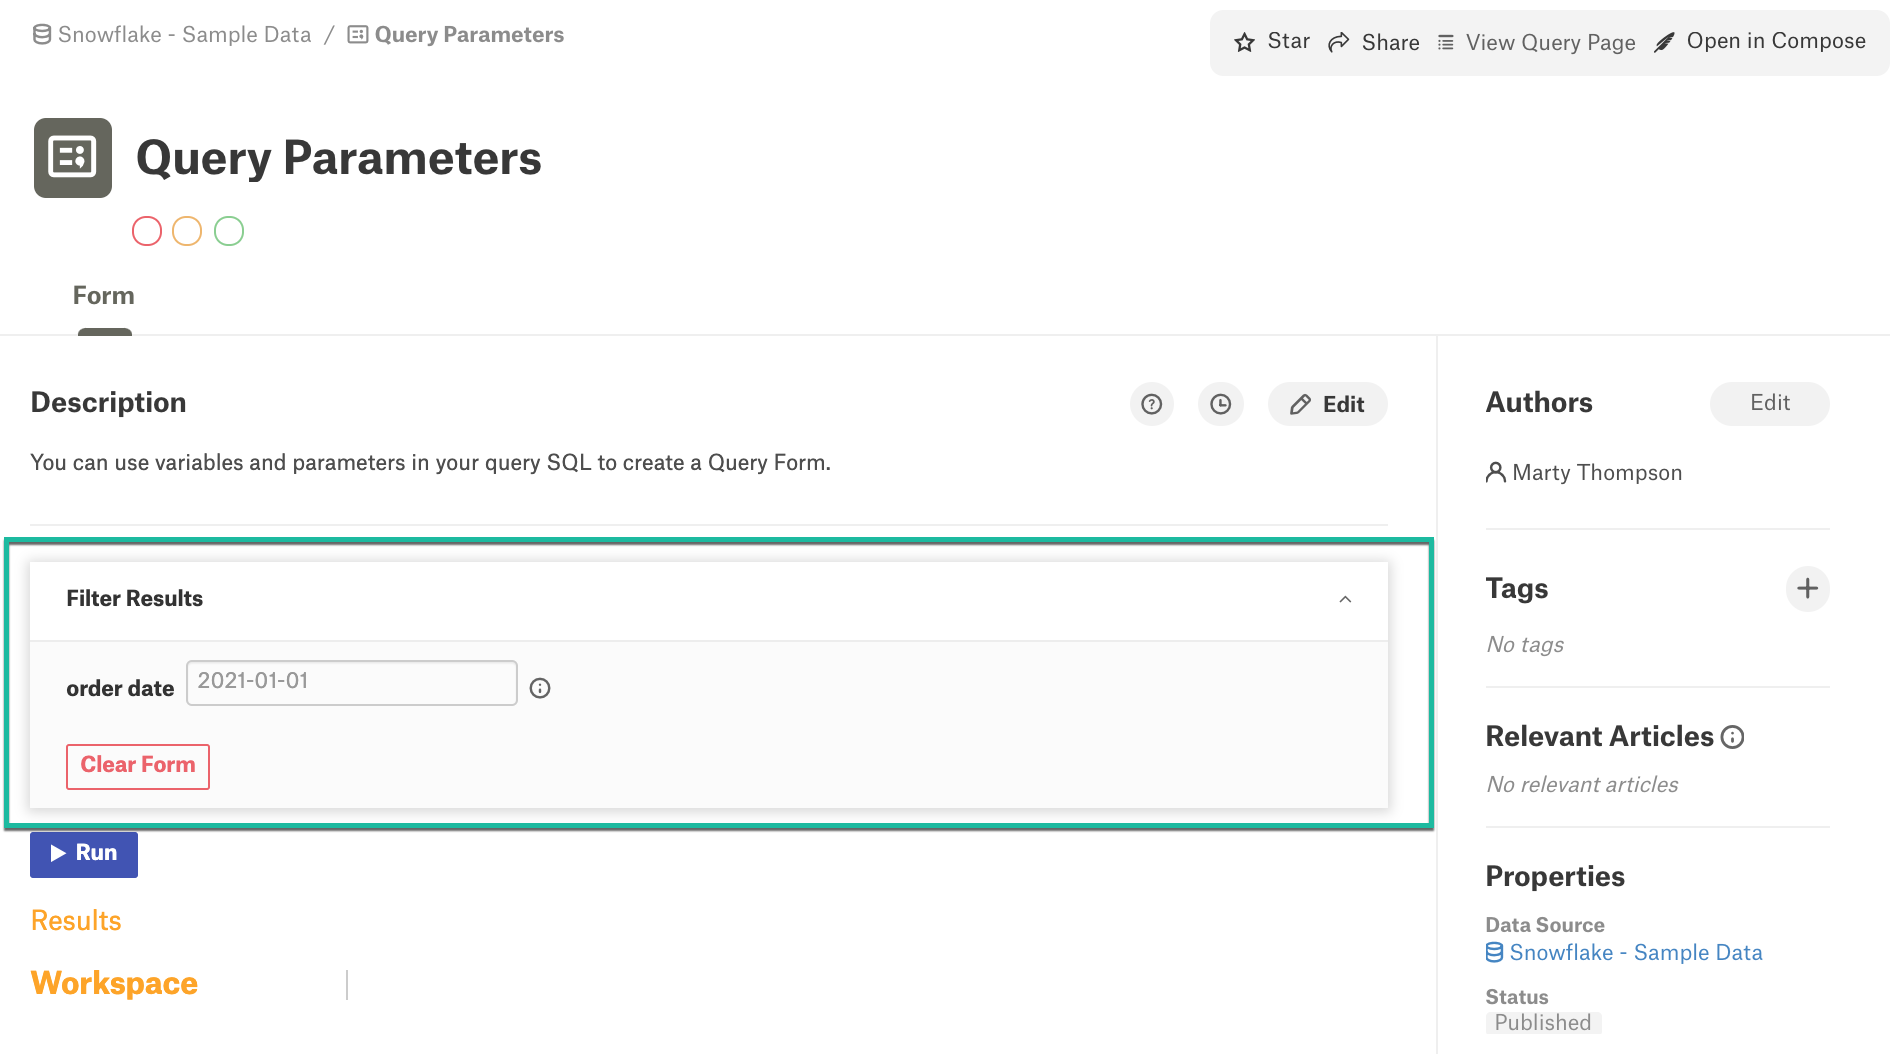 Snowflake - Sample Data / Query Parameters
Star Share View Query Page Open in Compose
Query Parameters
Form
Description
Edit
You can use variables and parameters in your query SQL to create a Query Form.
Filter Results
order date 2021-01-01
Clear Form
Run
Results
Workspace
Authors
Edit
Marty Thompson
Tags
No tags
Relevant Articles
No relevant articles
Properties
Data Source
Snowflake - Sample Data
Status
Published